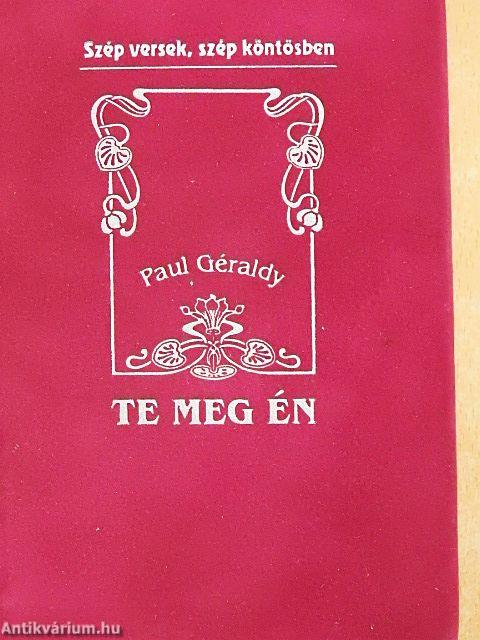 Szép versek, szép köntösben
Paul Géraldy
TE MEG ÉN
Antikvárium.hu